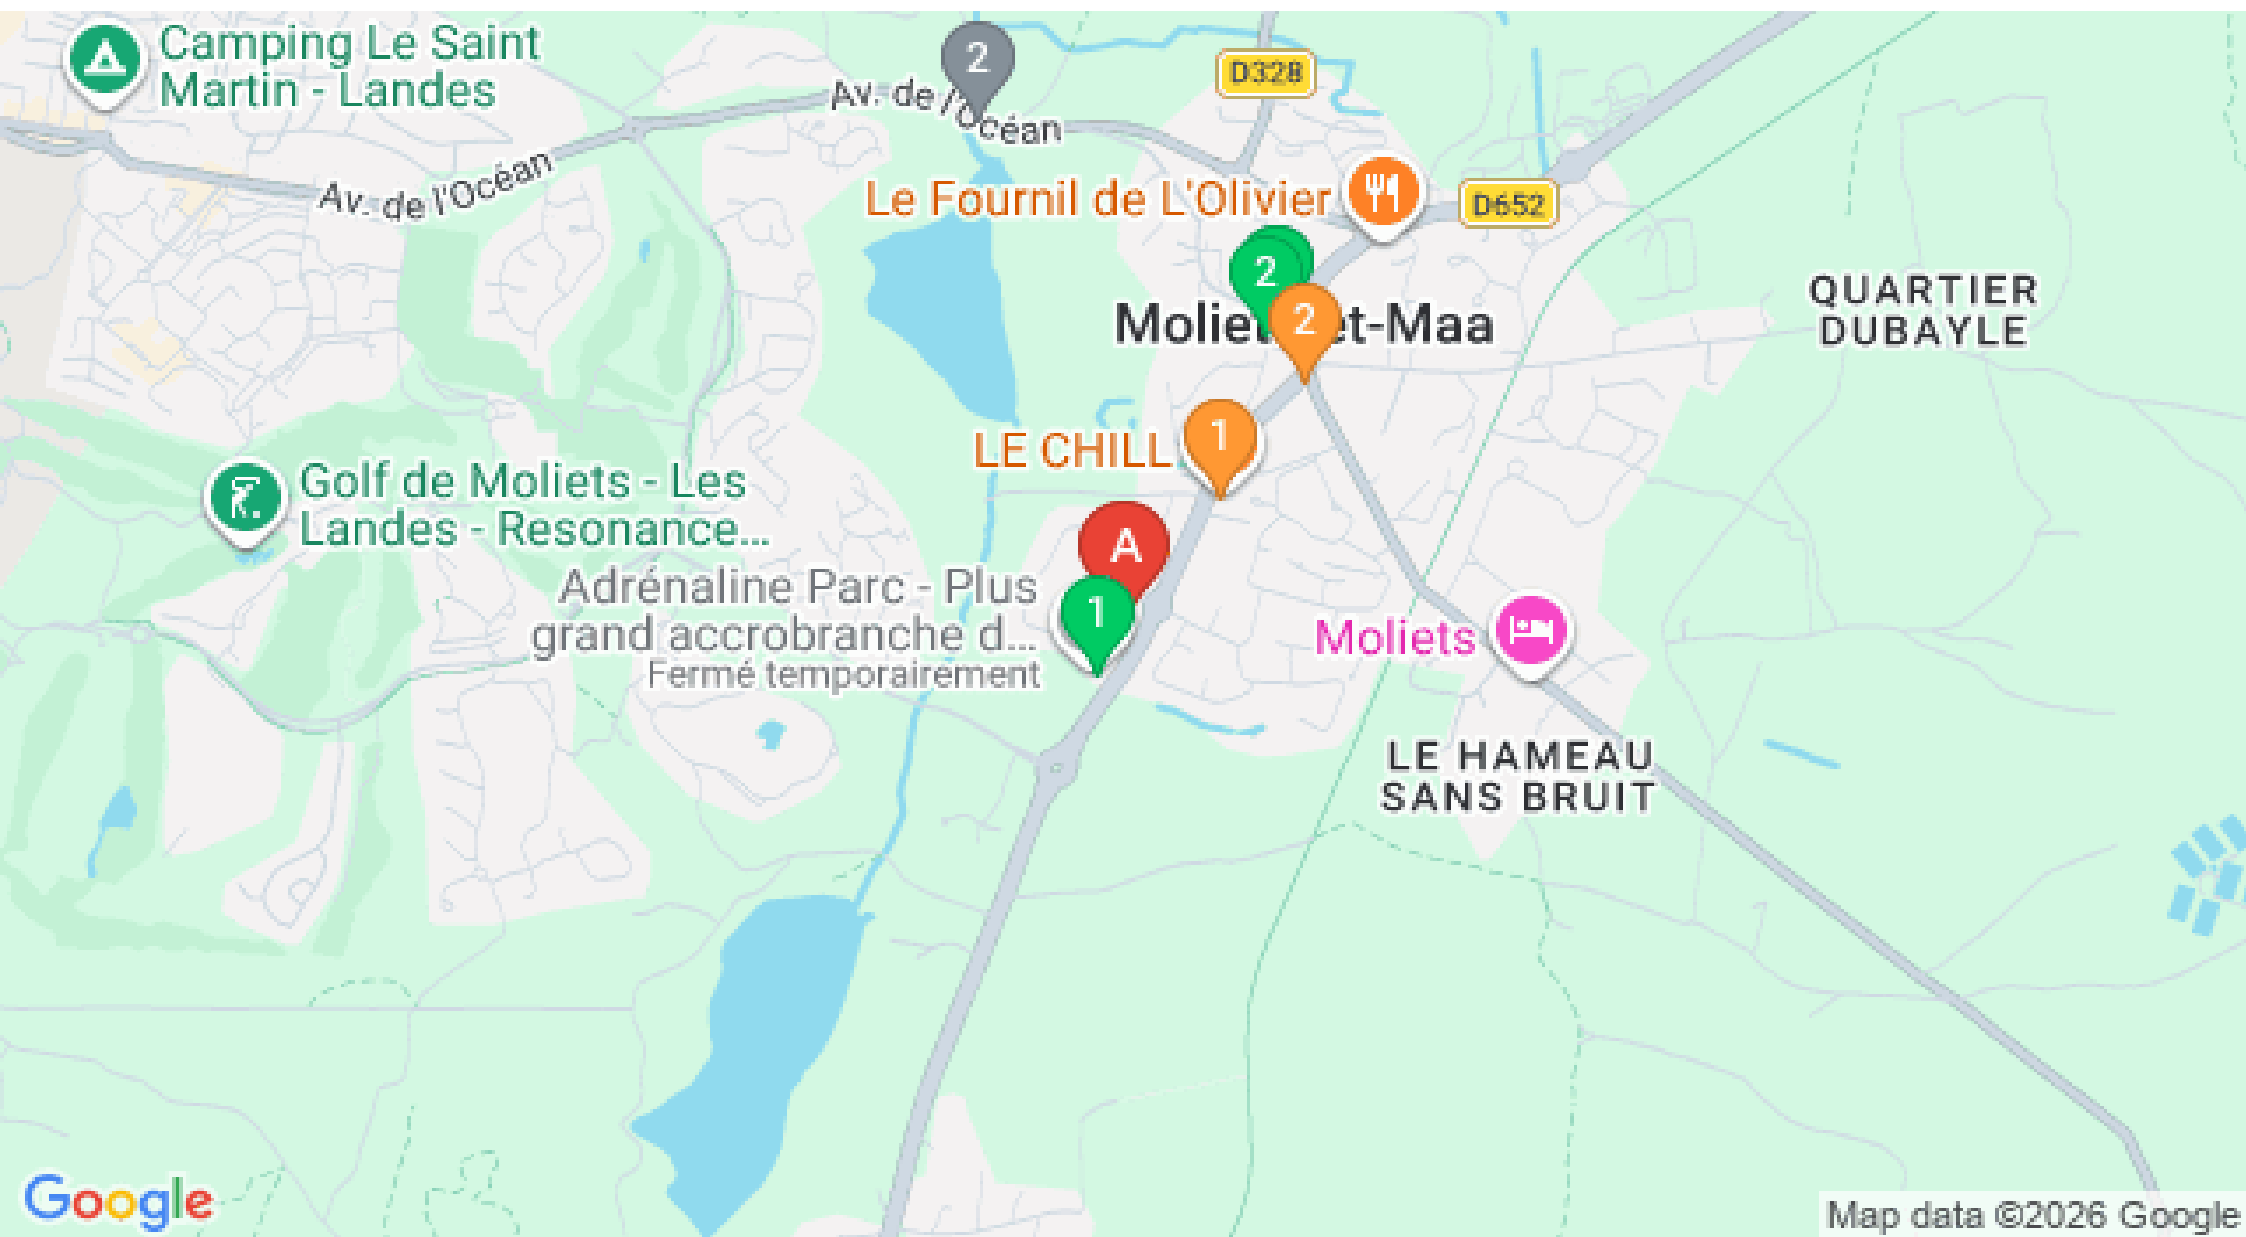 Camping Le Saint
Martin - Landes
2
D328
Av. de l'Océan
Av. de l'Océan
Le Fournil de L'Olivier
D652
2
2
QUARTIER
DUBAYLE
LE CHILL
1
Golf de Moliets - Les
Landes - Resonance...
A
Adrénaline Parc - Plus
grand accrobranche d...
Fermé temporairement
1
Moliets
LE HAMEAU
SANS BRUIT
Google
Map data ©2026 Google